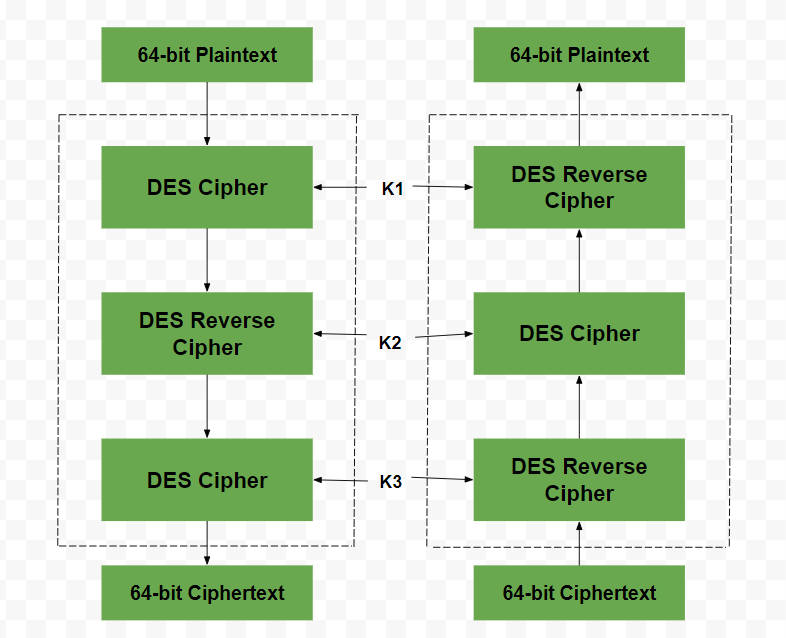 64-bit Plaintext
64-bit Plaintext
DES Cipher
K1
DES Reverse
Cipher
DES Reverse
Cipher
K2
DES Cipher
DES Cipher
K3
DES Reverse
Cipher
64-bit Ciphertext
64-bit Ciphertext